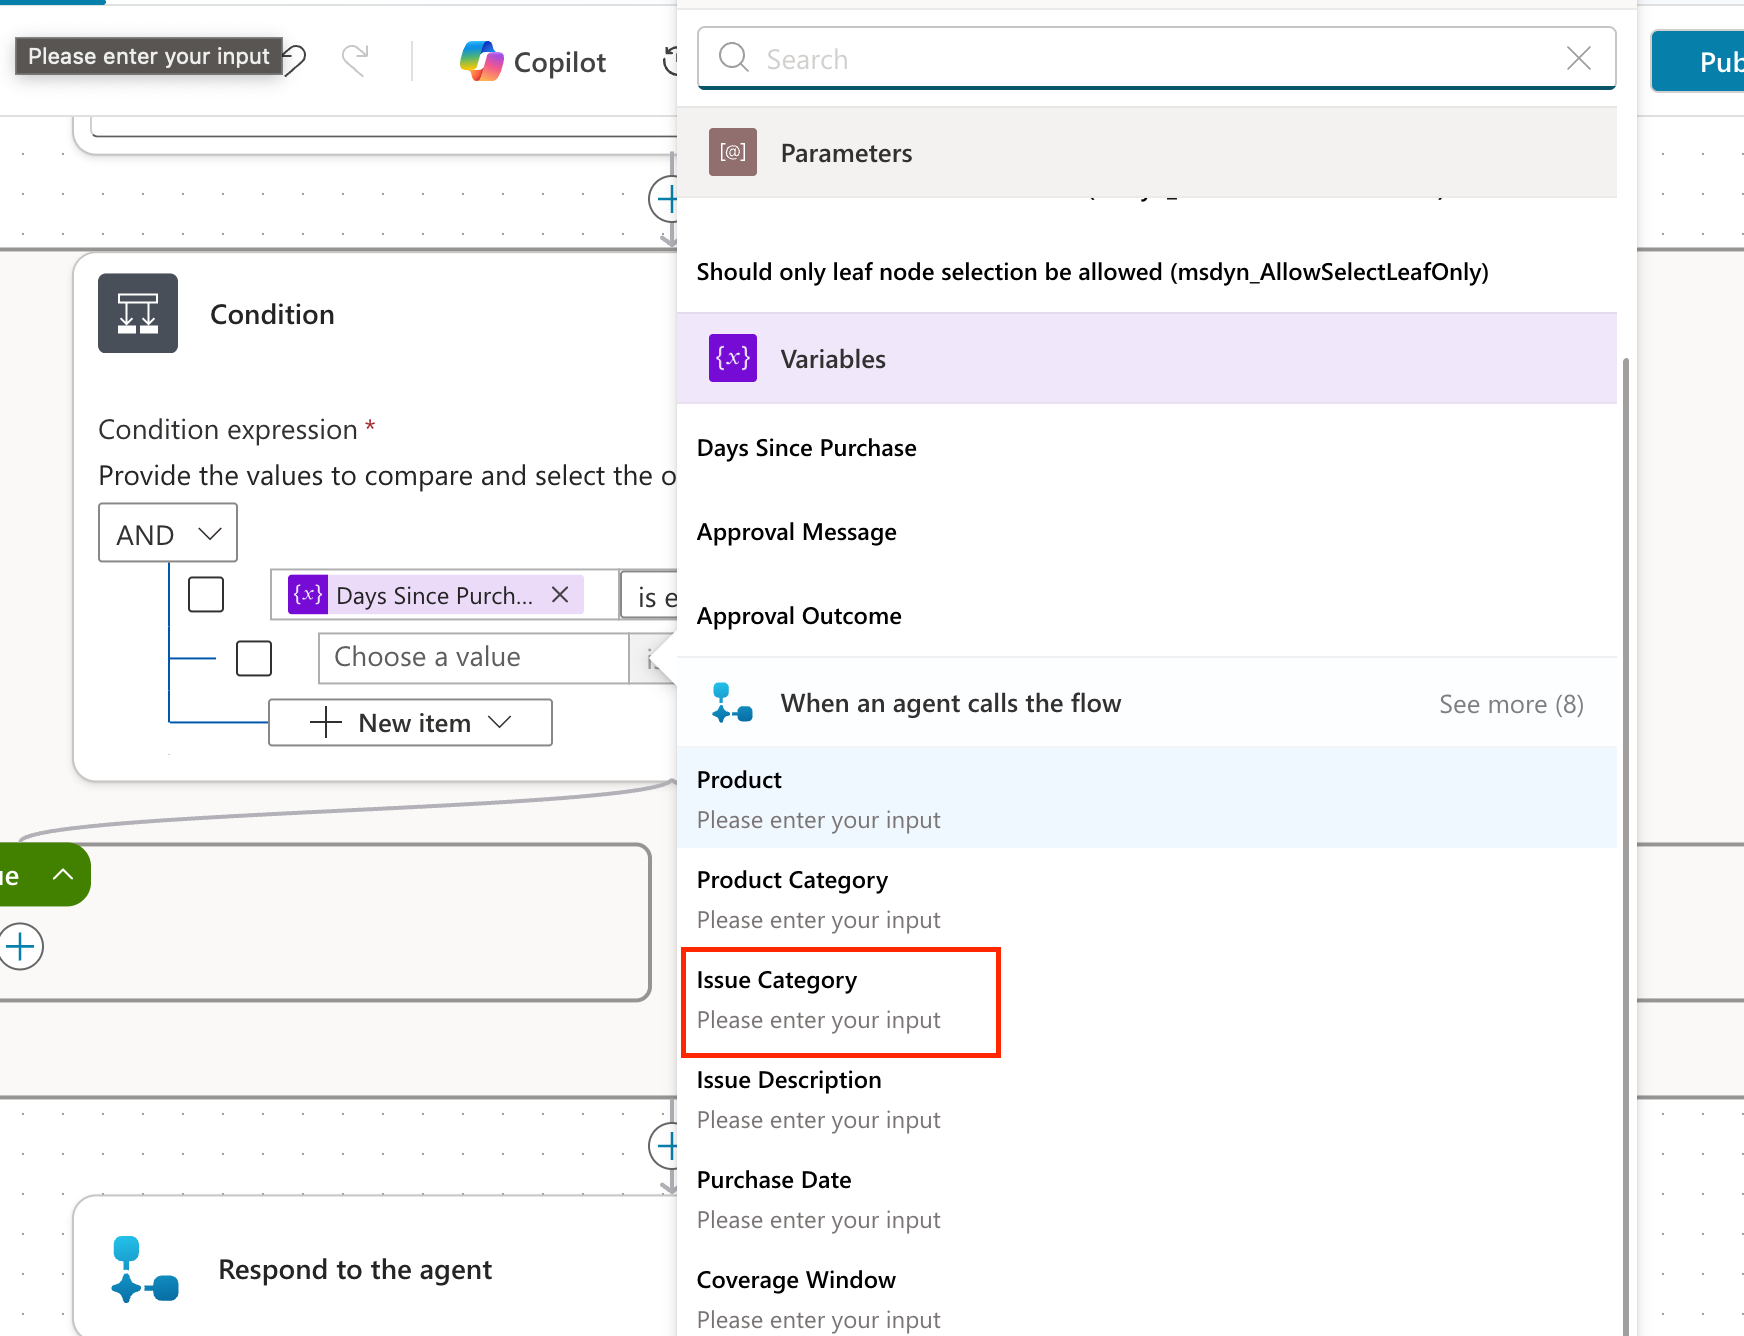 Please enter your input
Copilot
Search
Pub
[@] Parameters
Should only leaf node selection be allowed (msdyn_AllowSelectLeafOnly)
Condition
{x} Variables
Condition expression *
Provide the values to compare and select the o
Days Since Purchase
AND
Approval Message
{x} Days Since Purch...
is e
Approval Outcome
Choose a value
New item
When an agent calls the flow
See more (8)
Product
Please enter your input
ue
Product Category
Please enter your input
Issue Category
Please enter your input
Issue Description
Please enter your input
Purchase Date
Please enter your input
Respond to the agent
Coverage Window
Please enter your input